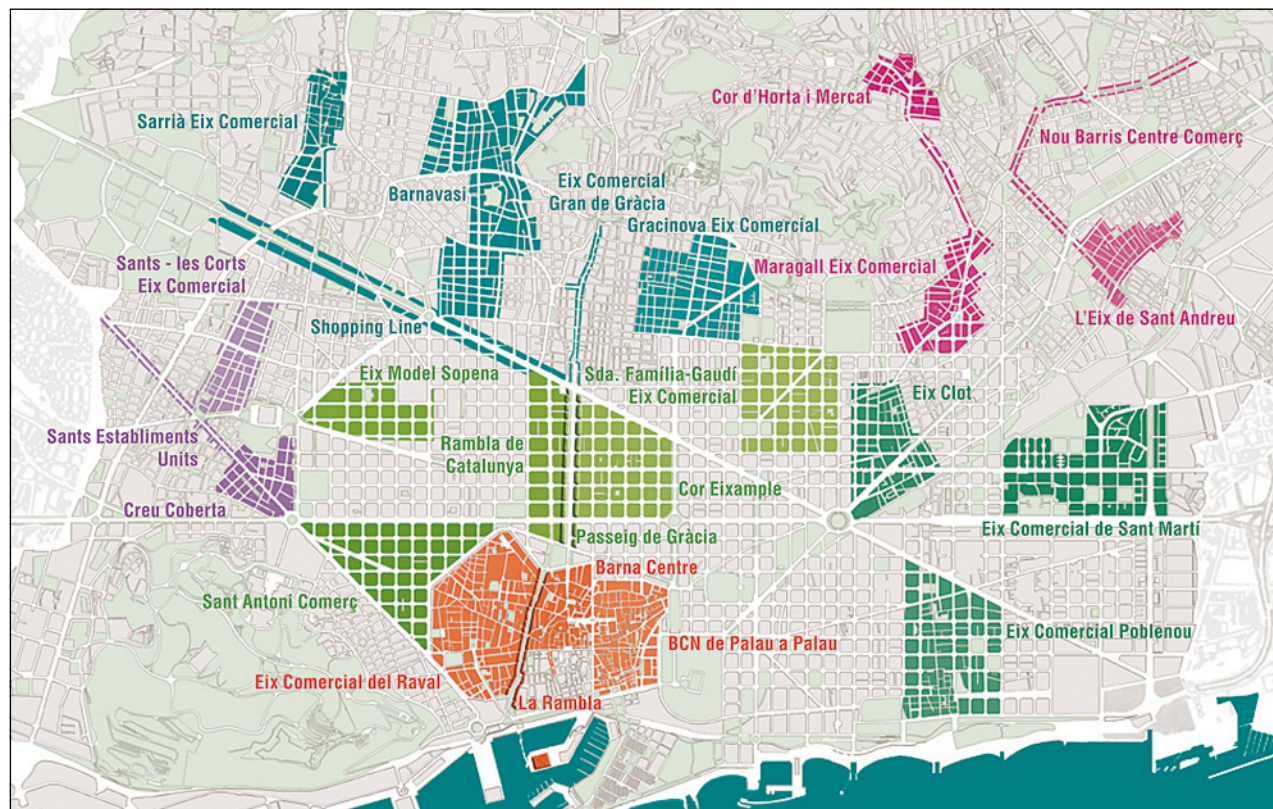 Cor d'Horta i Mercat
Sarrià Eix Comercial
Nou Barris Centre Comerç
Barnavasi
Eix Comercial
Gran de Gràcia
Gracinova Eix Comercial
Sants - les Corts
Eix Comercial
Maragall Eix Comercial
L'Eix de Sant Andreu
Shopping Line
Eix Model Sopena
Sda. Família-Gaudí
Eix Comercial
Eix Clot
Sants Establiments
Units
Rambla de
Catalunya
Cor Eixample
Creu Coberta
Eix Comercial de Sant Martí
Passeig de Gràcia
Barna Centre
Sant Antoni Comerç
Eix Comercial Poblenou
BCN de Palau a Palau
Eix Comercial del Raval
La Rambla